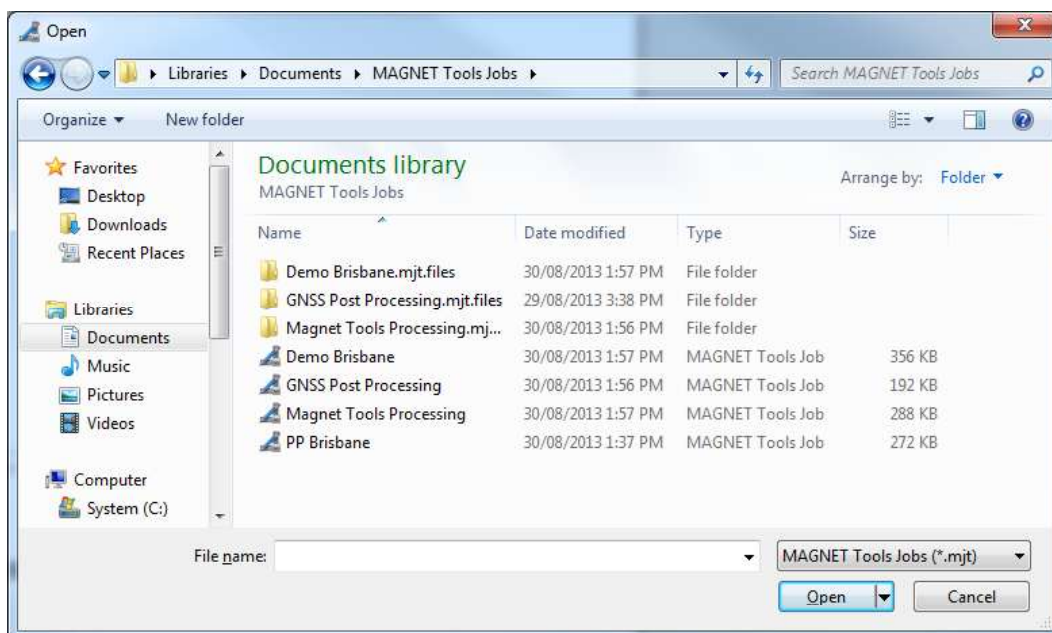 Open
Libraries Documents MAGNET Tools Jobs Search MAGNET Tools Jobs
Organize New folder
Favorites
Desktop
Downloads
Recent Places
Libraries
Documents
Music
Pictures
Videos
Computer
System (C:)
Documents library
MAGNET Tools Jobs
Arrange by: Folder
Name Date modified Type Size
Demo Brisbane.mjt.files 30/08/2013 1:57 PM File folder
GNSS Post Processing.mjt.files 29/08/2013 3:38 PM File folder
Magnet Tools Processing.mj... 30/08/2013 1:56 PM File folder
Demo Brisbane 30/08/2013 1:57 PM MAGNET Tools Job 356 KB
GNSS Post Processing 30/08/2013 1:56 PM MAGNET Tools Job 192 KB
Magnet Tools Processing 30/08/2013 1:57 PM MAGNET Tools Job 288 KB
PP Brisbane 30/08/2013 1:37 PM MAGNET Tools Job 272 KB
File name: MAGNET Tools Jobs (*.mjt)
Open Cancel